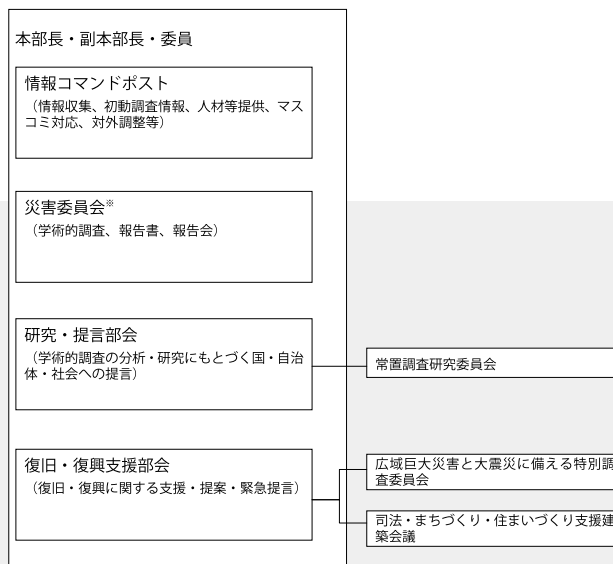 本部長・副本部長・委員
情報コマンドポスト
（情報収集、初動調査情報、人材等提供、マス
コミ対応、対外調整等）
災害委員会※
（学術的調査、報告書、報告会）
研究・提言部会
（学術的調査の分析・研究にもとづく国・自治
体・社会への提言）
常置調査研究委員会
復旧・復興支援部会
（復旧・復興に関する支援・提案・緊急提言）
広域巨大災害と大震災に備える特別調
査委員会
司法・まちづくり・住まいづくり支援建
築会議